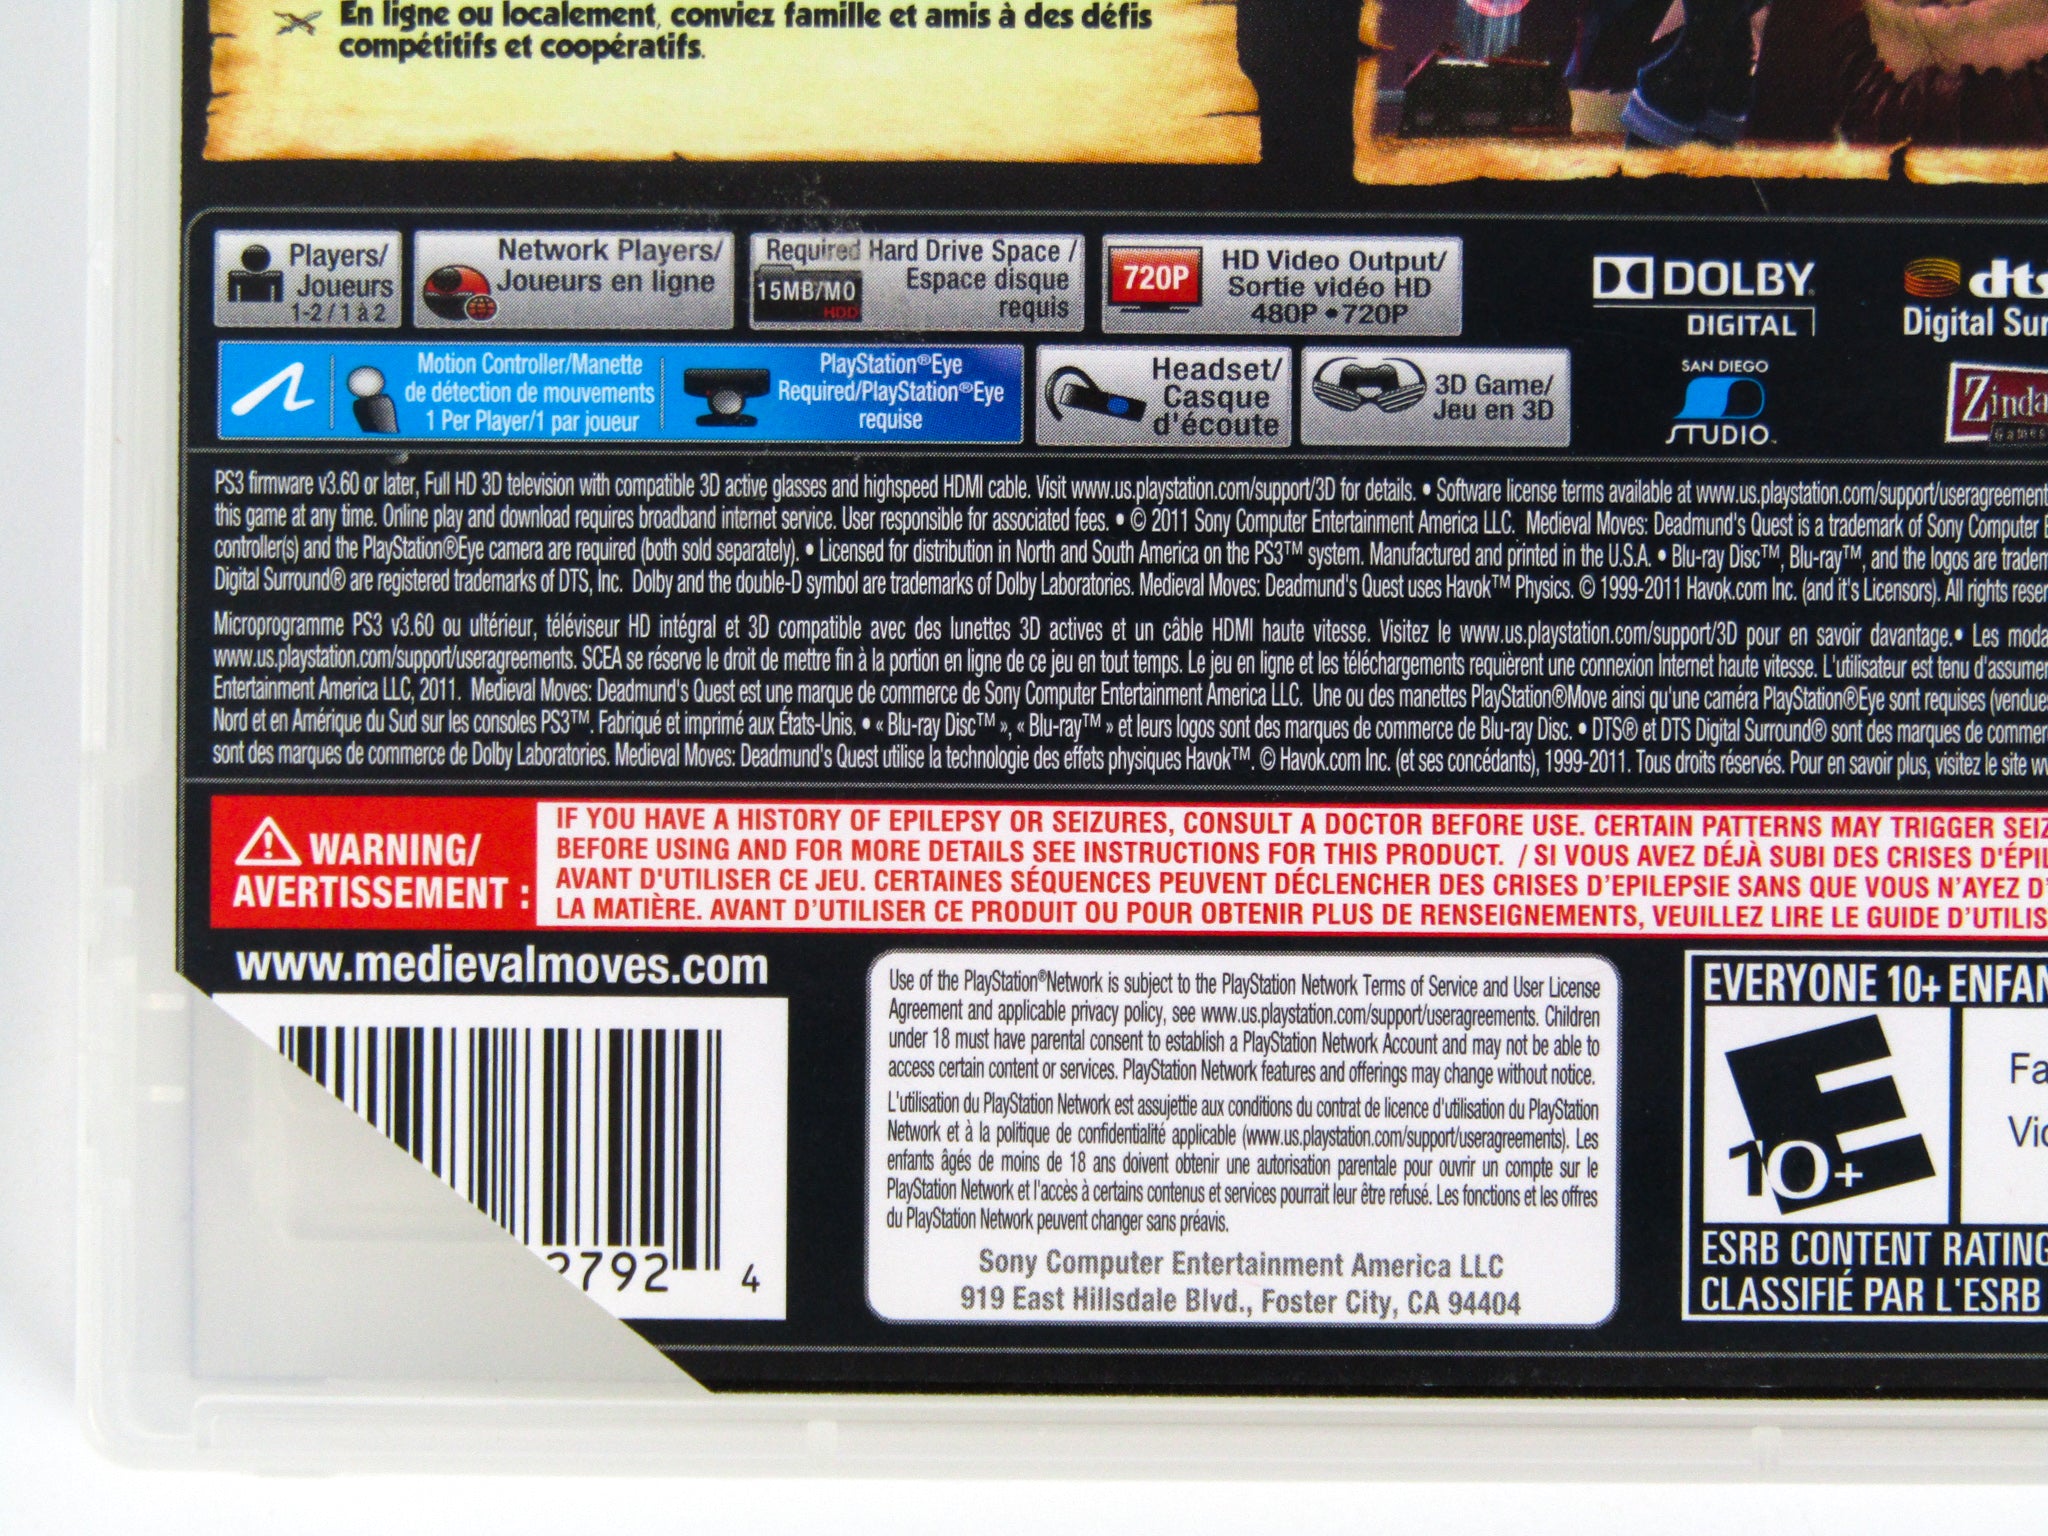 En ligne ou localement, conviez famille et amis à des défis
compétitifs et coopératifs.
Players/
Joueurs
1-2 / 1 à 2
Network Players/
Joueurs en ligne
Required Hard Drive Space /
Espace disque
requis
15MB/MO
HDD
720P
HD Video Output/
Sortie vidéo HD
480P • 720P
DOLBY
DIGITAL
dts
Digital Sur
Motion Controller/Manette
de détection de mouvements
1 Per Player/1 par joueur
PlayStation®Eye
Required/PlayStation®Eye
requise
Headset/
Casque
d'écoute
3D Game/
Jeu en 3D
SAN DIEGO
STUDIO
Zinda
Games
PS3 firmware v3.60 or later, Full HD 3D television with compatible 3D active glasses and highspeed HDMI cable. Visit www.us.playstation.com/support/3D for details. • Software license terms available at www.us.playstation.com/support/useragreement
this game at any time. Online play and download requires broadband internet service. User responsible for associated fees. • © 2011 Sony Computer Entertainment America LLC. Medieval Moves: Deadmund's Quest is a trademark of Sony Computer E
controller(s) and the PlayStation®Eye camera are required (both sold separately). • Licensed for distribution in North and South America on the PS3™ system. Manufactured and printed in the U.S.A. • Blu-ray Disc™, Blu-ray™, and the logos are tradem
Digital Surround® are registered trademarks of DTS, Inc. Dolby and the double-D symbol are trademarks of Dolby Laboratories. Medieval Moves: Deadmund's Quest uses Havok™ Physics. © 1999-2011 Havok.com Inc. (and it's Licensors). All rights reser
Microprogramme PS3 v3.60 ou ultérieur, téléviseur HD intégral et 3D compatible avec des lunettes 3D actives et un câble HDMI haute vitesse. Visitez le www.us.playstation.com/support/3D pour en savoir davantage.• Les moda
www.us.playstation.com/support/useragreements. SCEA se réserve le droit de mettre fin à la portion en ligne de ce jeu en tout temps. Le jeu en ligne et les téléchargements requièrent une connexion Internet haute vitesse. L'utilisateur est tenu d'assumer
Entertainment America LLC, 2011. Medieval Moves: Deadmund's Quest est une marque de commerce de Sony Computer Entertainment America LLC. Une ou des manettes PlayStation®Move ainsi qu'une caméra PlayStation®Eye sont requises (vendues
Nord et en Amérique du Sud sur les consoles PS3™. Fabriqué et imprimé aux États-Unis. • « Blu-ray Disc™ », « Blu-ray™ » et leurs logos sont des marques de commerce de Blu-ray Disc. • DTS® et DTS Digital Surround® sont des marques de commer
sont des marques de commerce de Dolby Laboratories. Medieval Moves: Deadmund's Quest utilise la technologie des effets physiques Havok™. © Havok.com Inc. (et ses concédants), 1999-2011. Tous droits réservés. Pour en savoir plus, visitez le site w
WARNING/
AVERTISSEMENT :
IF YOU HAVE A HISTORY OF EPILEPSY OR SEIZURES, CONSULT A DOCTOR BEFORE USE. CERTAIN PATTERNS MAY TRIGGER SEIZ
BEFORE USING AND FOR MORE DETAILS SEE INSTRUCTIONS FOR THIS PRODUCT. / SI VOUS AVEZ DÉJÀ SUBI DES CRISES D'ÉPIL
AVANT D'UTILISER CE JEU. CERTAINES SÉQUENCES PEUVENT DÉCLENCHER DES CRISES D'EPILEPSIE SANS QUE VOUS N'AYEZ D'
LA MATIÈRE. AVANT D'UTILISER CE PRODUIT OU POUR OBTENIR PLUS DE RENSEIGNEMENTS, VEUILLEZ LIRE LE GUIDE D'UTILIS
www.medievalmoves.com
2792 4
Use of the PlayStation®Network is subject to the PlayStation Network Terms of Service and User License
Agreement and applicable privacy policy, see www.us.playstation.com/support/useragreements. Children
under 18 must have parental consent to establish a PlayStation Network Account and may not be able to
access certain content or services. PlayStation Network features and offerings may change without notice.
L'utilisation du PlayStation Network est assujettie aux conditions du contrat de licence d'utilisation du PlayStation
Network et à la politique de confidentialité applicable (www.us.playstation.com/support/useragreements). Les
enfants âgés de moins de 18 ans doivent obtenir une autorisation parentale pour ouvrir un compte sur le
PlayStation Network et l'accès à certains contenus et services pourrait leur être refusé. Les fonctions et les offres
du PlayStation Network peuvent changer sans préavis.
Sony Computer Entertainment America LLC
919 East Hillsdale Blvd., Foster City, CA 94404
EVERYONE 10+ ENFAN
E
10+
Fa
Vio
ESRB CONTENT RATING
CLASSIFIÉ PAR L'ESRB